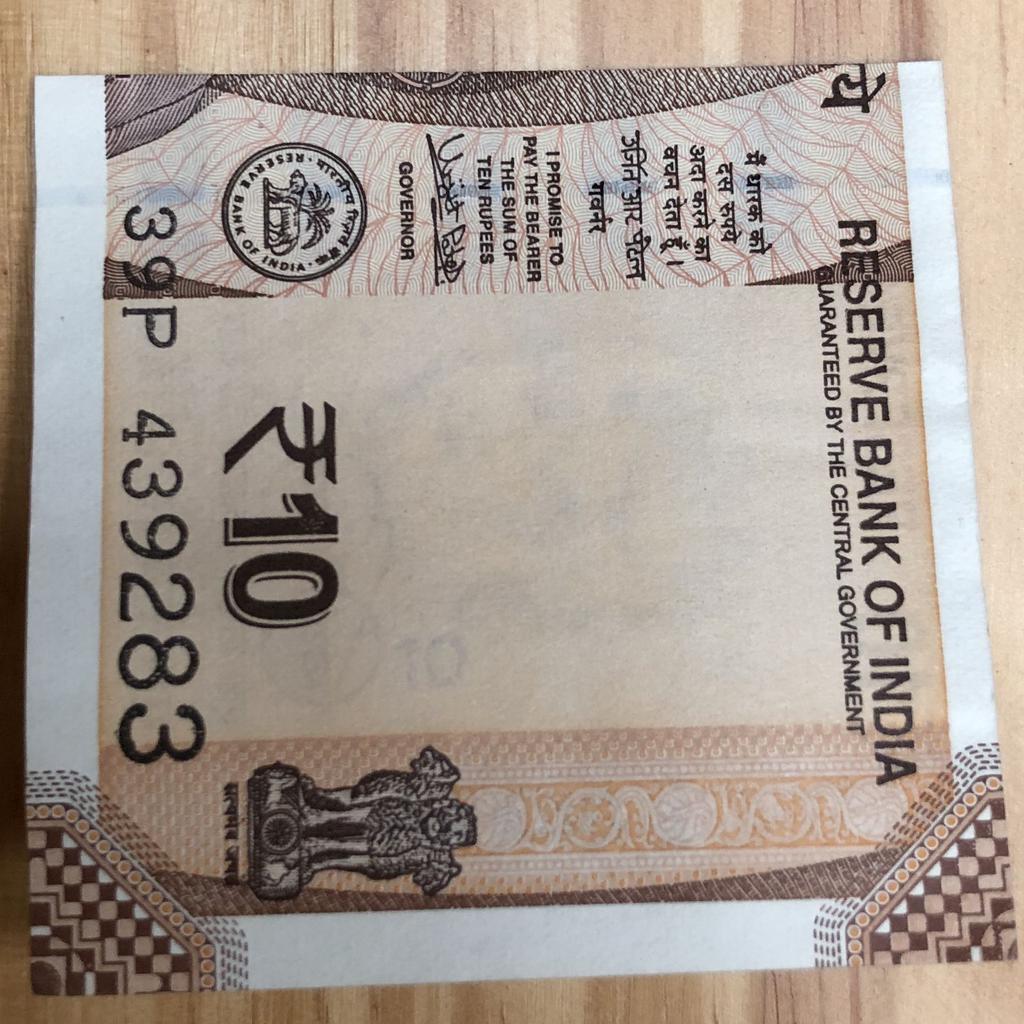 ये
RESERVE BANK OF INDIA
GUARANTEED BY THE CENTRAL GOVERNMENT
मैं धारक को
दस रुपये
अदा करने का
वचन देता हूँ।
उर्जित आर. पटेल
गवर्नर
I PROMISE TO
PAY THE BEARER
THE SUM OF
TEN RUPEES
GOVERNOR
भारतीय रिज़र्व बैंक
RESERVE BANK OF INDIA
₹10
सत्यमेव जयते
39P 439283